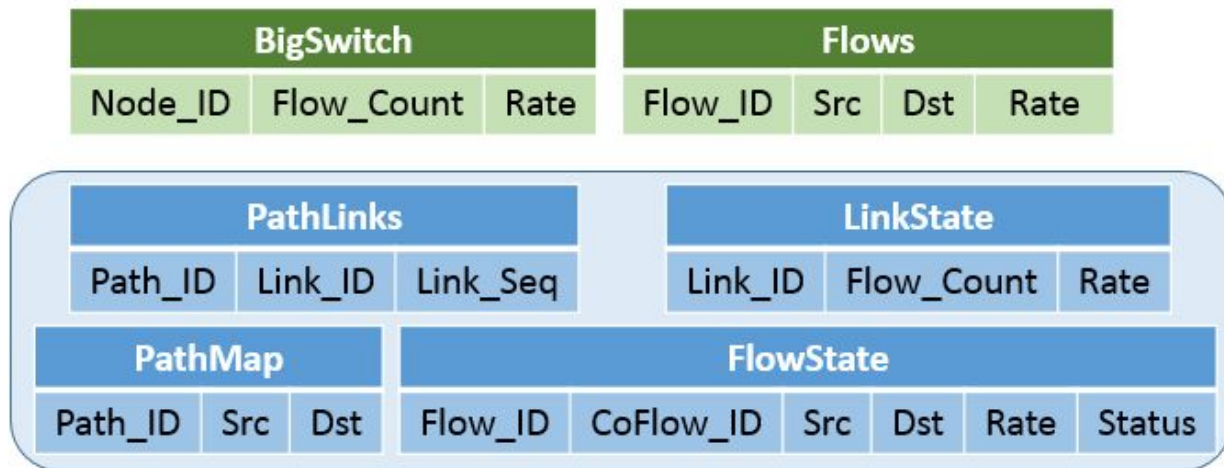 BigSwitch Flows
Node_ID Flow_Count Rate Flow_ID Src Dst Rate
PathLinks LinkState
Path_ID Link_ID Link_Seq Link_ID Flow_Count Rate
PathMap FlowState
Path_ID Src Dst Flow_ID CoFlow_ID Src Dst Rate Status